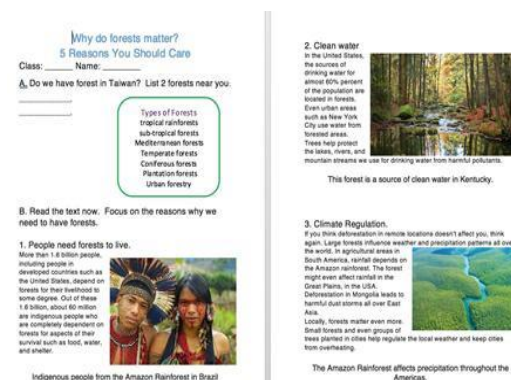 Why do forests matter?
5 Reasons You Should Care
Class: ______ Name: __________
A. Do we have forest in Taiwan? List 2 forests near you.
__________
__________.
Types of Forests
tropical rainforests
sub-tropical forests
Mediterranean forests
Temperate forests
Coniferous forests
Plantation forests
Urban forestry
B. Read the text now. Focus on the reasons why we
need to have forests.
1. People need forests to live.
More than 1.6 billion people,
including people in
developed countries such as
the United States, depend on
forests for their livelihood to
some degree. Out of these
1.6 billion, about 60 million
are indigenous people who
are completely dependent on
forests for aspects of their
survival such as food, water,
and shelter.
Indigenous people from the Amazon Rainforest in Brazil
2. Clean water
In the United States,
the sources of
drinking water for
almost 60% percent
of the population are
located in forests.
Even urban areas
such as New York
City use water from
forested areas.
Trees help protect
the lakes, rivers, and
mountain streams we use for drinking water from harmful pollutants.
This forest is a source of clean water in Kentucky.
3. Climate Regulation.
If you think deforestation in remote locations doesn't affect you, think
again. Large forests influence weather and precipitation patterns all ove
the world. In agricultural areas in
South America, rainfall depends on
the Amazon rainforest. The forest
might even affect rainfall in the
Great Plains, in the USA.
Deforestation in Mongolia leads to
harmful dust storms all over East
Asia.
Locally, forests matter even more.
Small forests and even groups of
trees planted in cities help regulate the local weather and keep cities
from overheating.
The Amazon Rainforest affects precipitation throughout the
Americas.